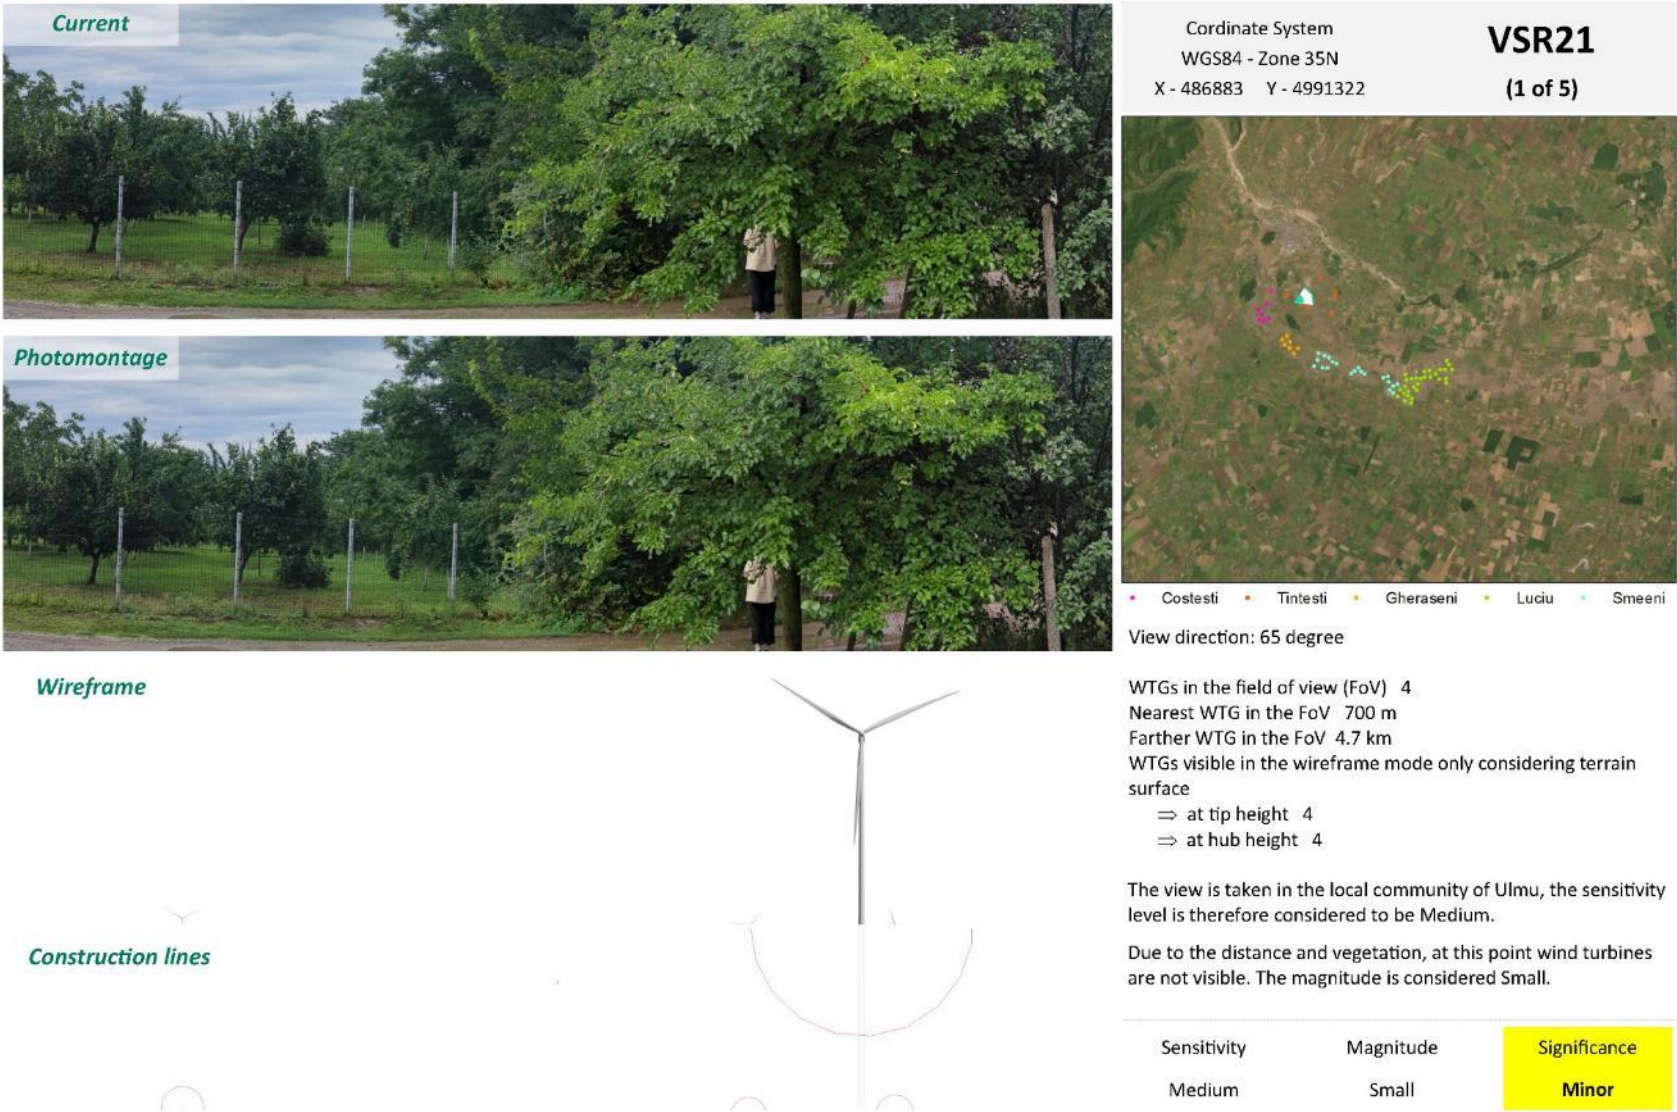 Current
Cordinate System
WGS84 - Zone 35N
X - 486883 Y - 4991322
VSR21
(1 of 5)
Photomontage
Costesti Tintesti Gheraseni Luciu Smeeni
View direction: 65 degree
WTGs in the field of view (FoV) 4
Nearest WTG in the FoV 700 m
Farther WTG in the FoV 4.7 km
WTGs visible in the wireframe mode only considering terrain
surface
⇒ at tip height 4
⇒ at hub height 4
Wireframe
The view is taken in the local community of Ulmu, the sensitivity
level is therefore considered to be Medium.
Due to the distance and vegetation, at this point wind turbines
are not visible. The magnitude is considered Small.
Construction lines
Sensitivity Magnitude Significance
Medium Small Minor